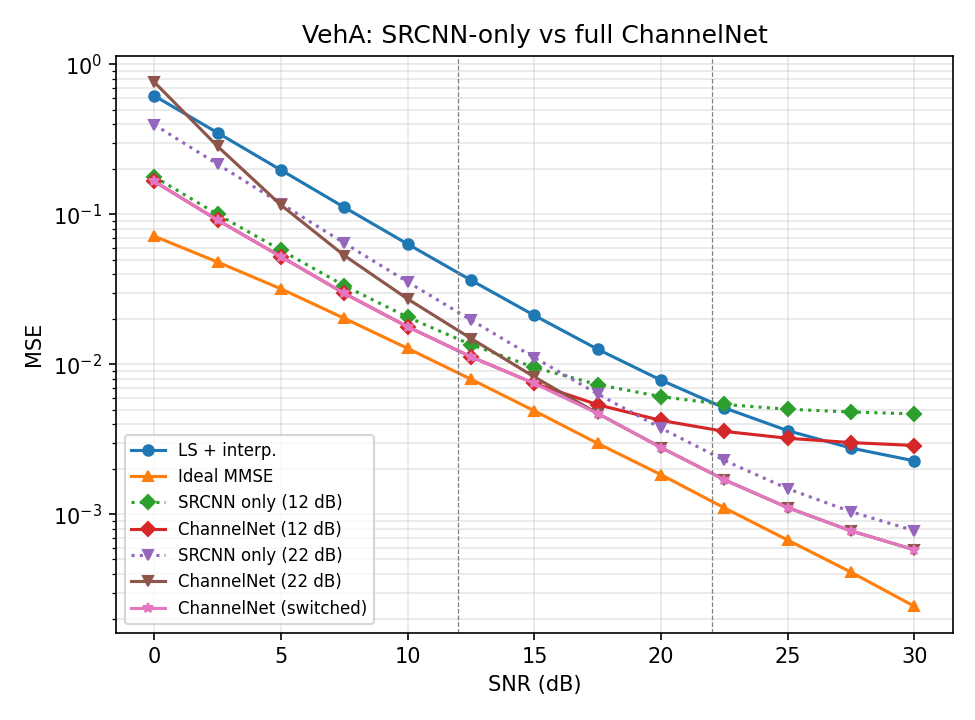 VehA: SRCNN-only vs full ChannelNet
MSE
10⁰
10⁻¹
10⁻²
10⁻³
LS + interp.
Ideal MMSE
SRCNN only (12 dB)
ChannelNet (12 dB)
SRCNN only (22 dB)
ChannelNet (22 dB)
ChannelNet (switched)
0 5 10 15 20 25 30
SNR (dB)